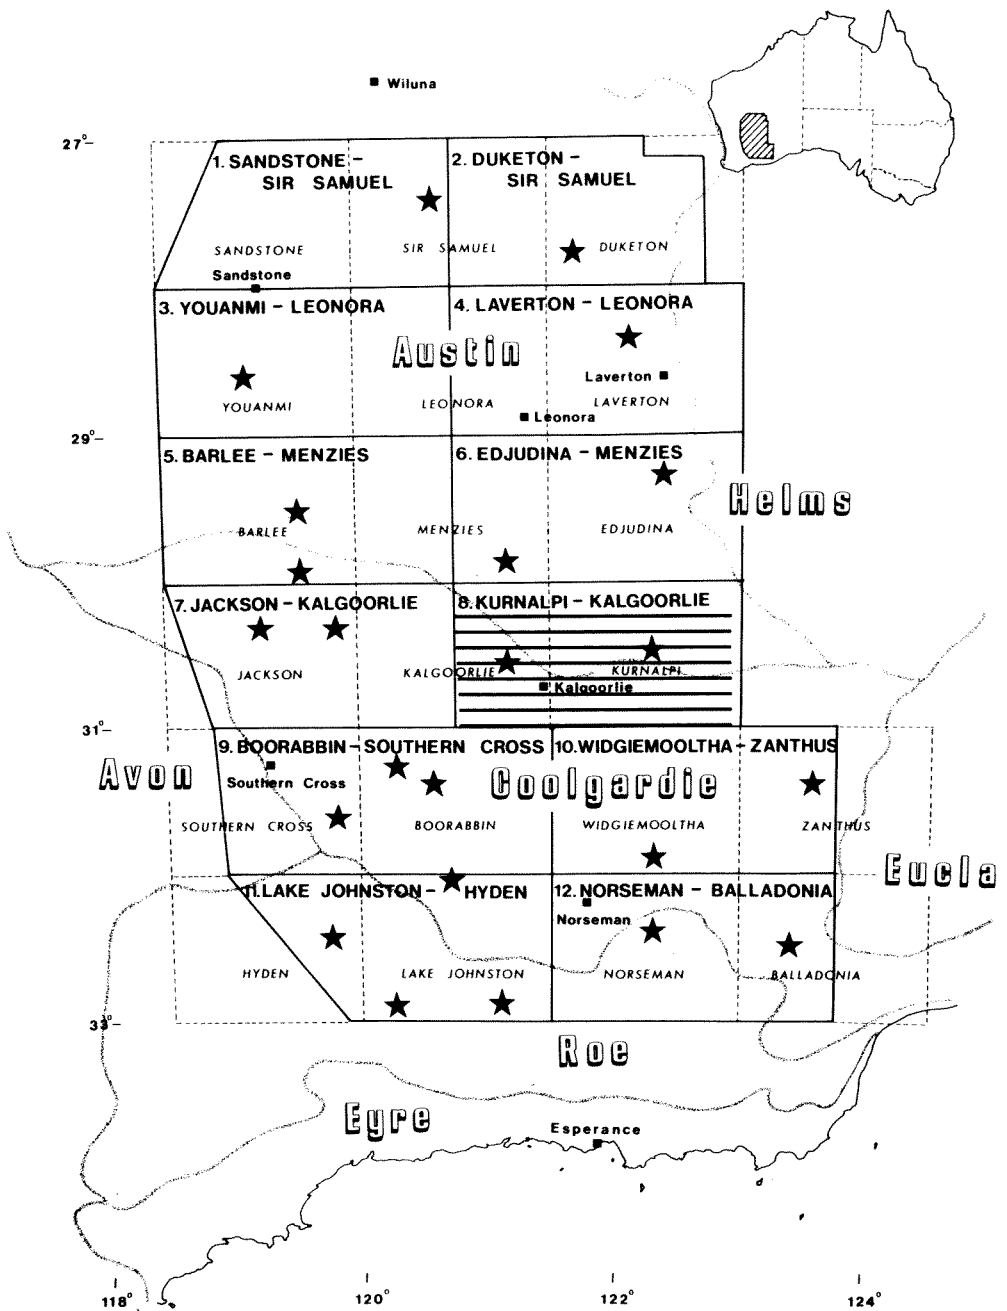 Wiluna
27°
1. SANDSTONE -
SIR SAMUEL
2. DUKETON -
SIR SAMUEL
SANDSTONE
SIR SAMUEL
DUKETON
Sandstone
3. YOUANMI - LEONORA
4. LAVERTON - LEONORA
Austin
Laverton
YOUANMI
LEONORA
LAVERTON
Leonora
29°
5. BARLEE - MENZIES
6. EDJUDINA - MENZIES
Helms
BARLEE
MENZIES
EDJUDINA
7. JACKSON - KALGOORLIE
8. KURNALPI - KALGOORLIE
JACKSON
KALGOORLIE
KURNALPI
Kalgoorlie
31°
9. BOORABBIN - SOUTHERN CROSS
10. WIDGIEMOOLTHA - ZANTHUS
Avon
Southern Cross
Coolgardie
SOUTHERN CROSS
BOORABBIN
WIDGIEMOOLTHA
ZANTHUS
Eucla
11. LAKE JOHNSTON - HYDEN
12. NORSEMAN - BALLADONIA
Norseman
HYDEN
LAKE JOHNSTON
NORSEMAN
BALLADONIA
33°
Roe
Eyre
Esperance
118°
120°
122°
124°